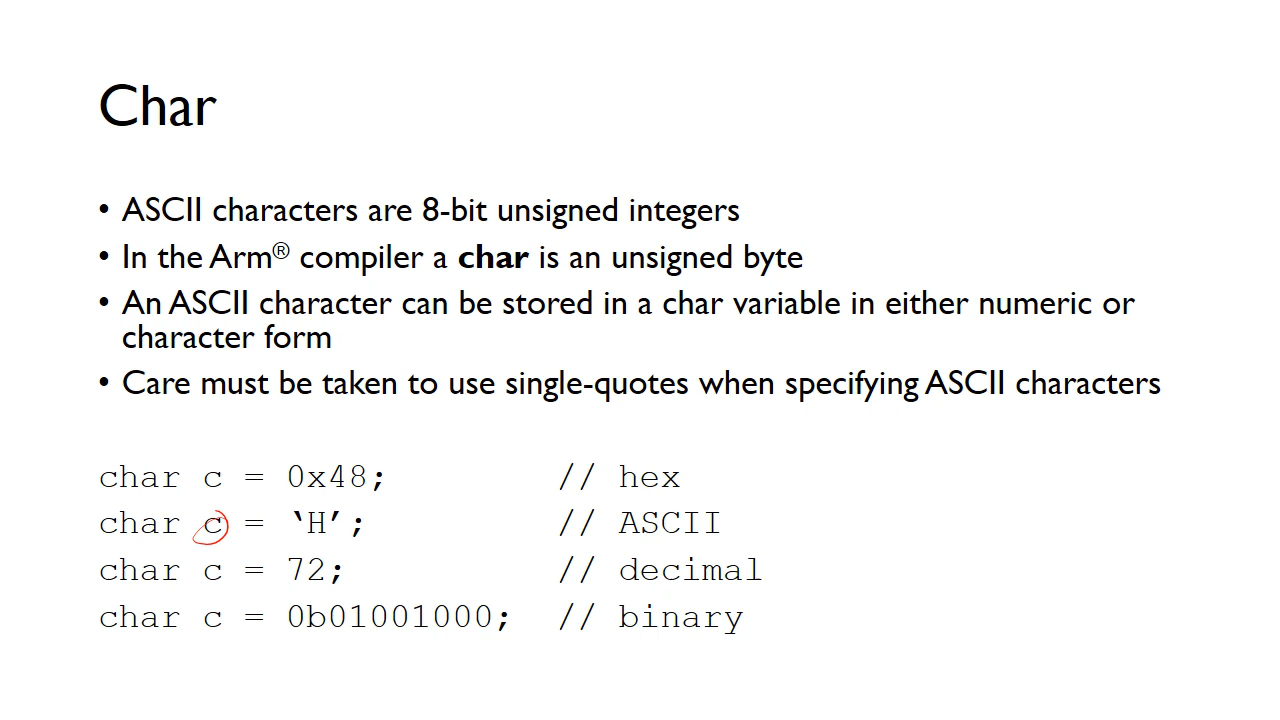 Char
• ASCII characters are 8-bit unsigned integers
• In the Arm® compiler a char is an unsigned byte
• An ASCII character can be stored in a char variable in either numeric or
character form
• Care must be taken to use single-quotes when specifying ASCII characters
char c = 0x48; // hex
char c = ‘H’; // ASCII
char c = 72; // decimal
char c = 0b01001000; // binary